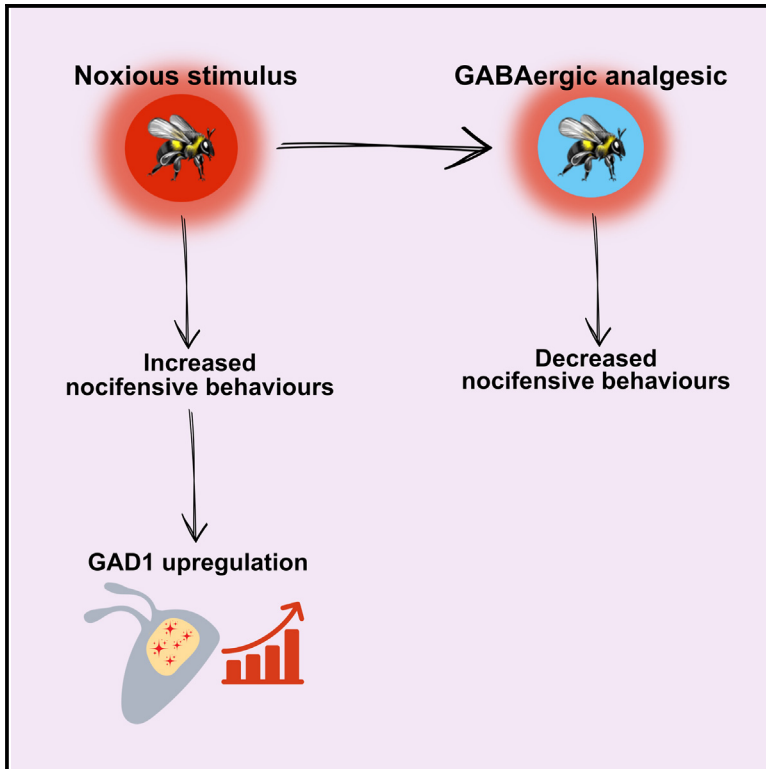 Noxious stimulus
GABAergic analgesic
Increased
nocifensive behaviours
Decreased
nocifensive behaviours
GAD1 upregulation